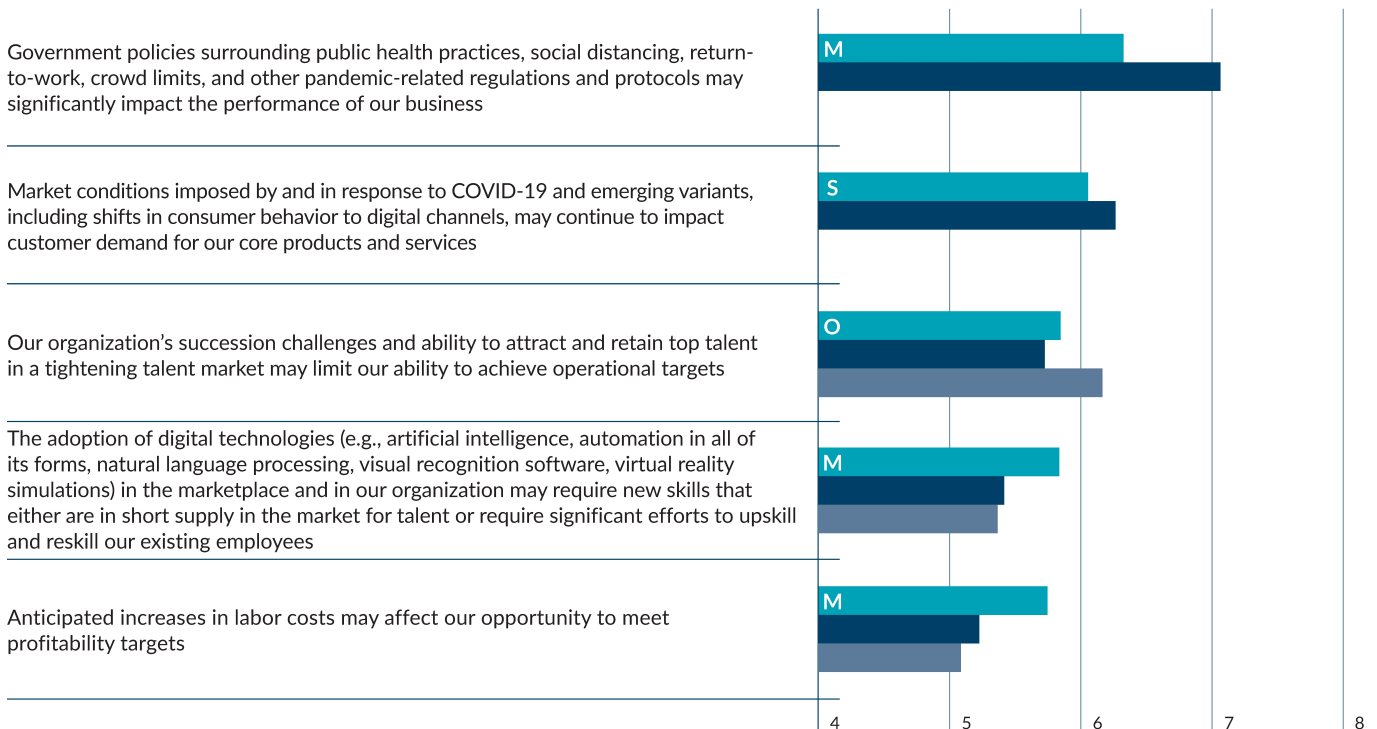 Government policies surrounding public health practices, social distancing, return-
to-work, crowd limits, and other pandemic-related regulations and protocols may
significantly impact the performance of our business
M
Market conditions imposed by and in response to COVID-19 and emerging variants,
including shifts in consumer behavior to digital channels, may continue to impact
customer demand for our core products and services
S
Our organization’s succession challenges and ability to attract and retain top talent
in a tightening talent market may limit our ability to achieve operational targets
O
The adoption of digital technologies (e.g., artificial intelligence, automation in all of
its forms, natural language processing, visual recognition software, virtual reality
simulations) in the marketplace and in our organization may require new skills that
either are in short supply in the market for talent or require significant efforts to upskill
and reskill our existing employees
M
Anticipated increases in labor costs may affect our opportunity to meet
profitability targets
M
4 5 6 7 8